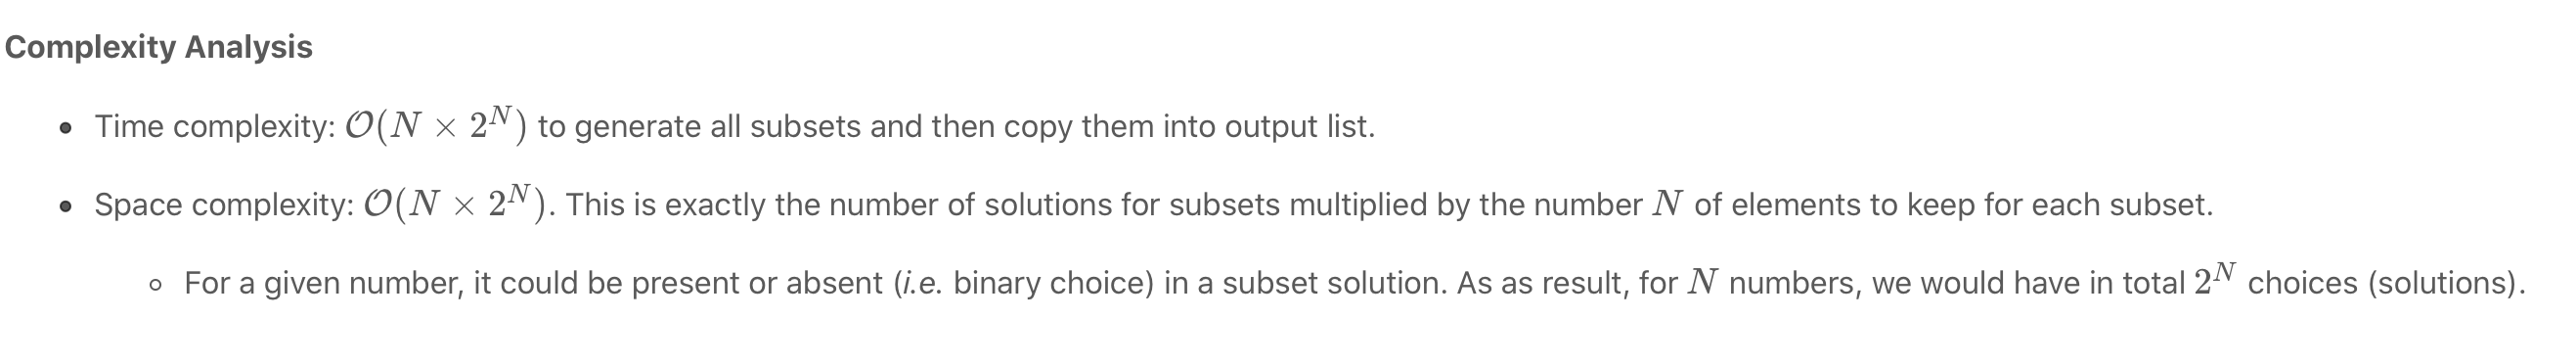 Complexity Analysis
• Time complexity: $\mathcal{O}(N \times 2^N)$ to generate all subsets and then copy them into output list.
• Space complexity: $\mathcal{O}(N \times 2^N)$. This is exactly the number of solutions for subsets multiplied by the number $N$ of elements to keep for each subset.
◦ For a given number, it could be present or absent (i.e. binary choice) in a subset solution. As as result, for $N$ numbers, we would have in total $2^N$ choices (solutions).